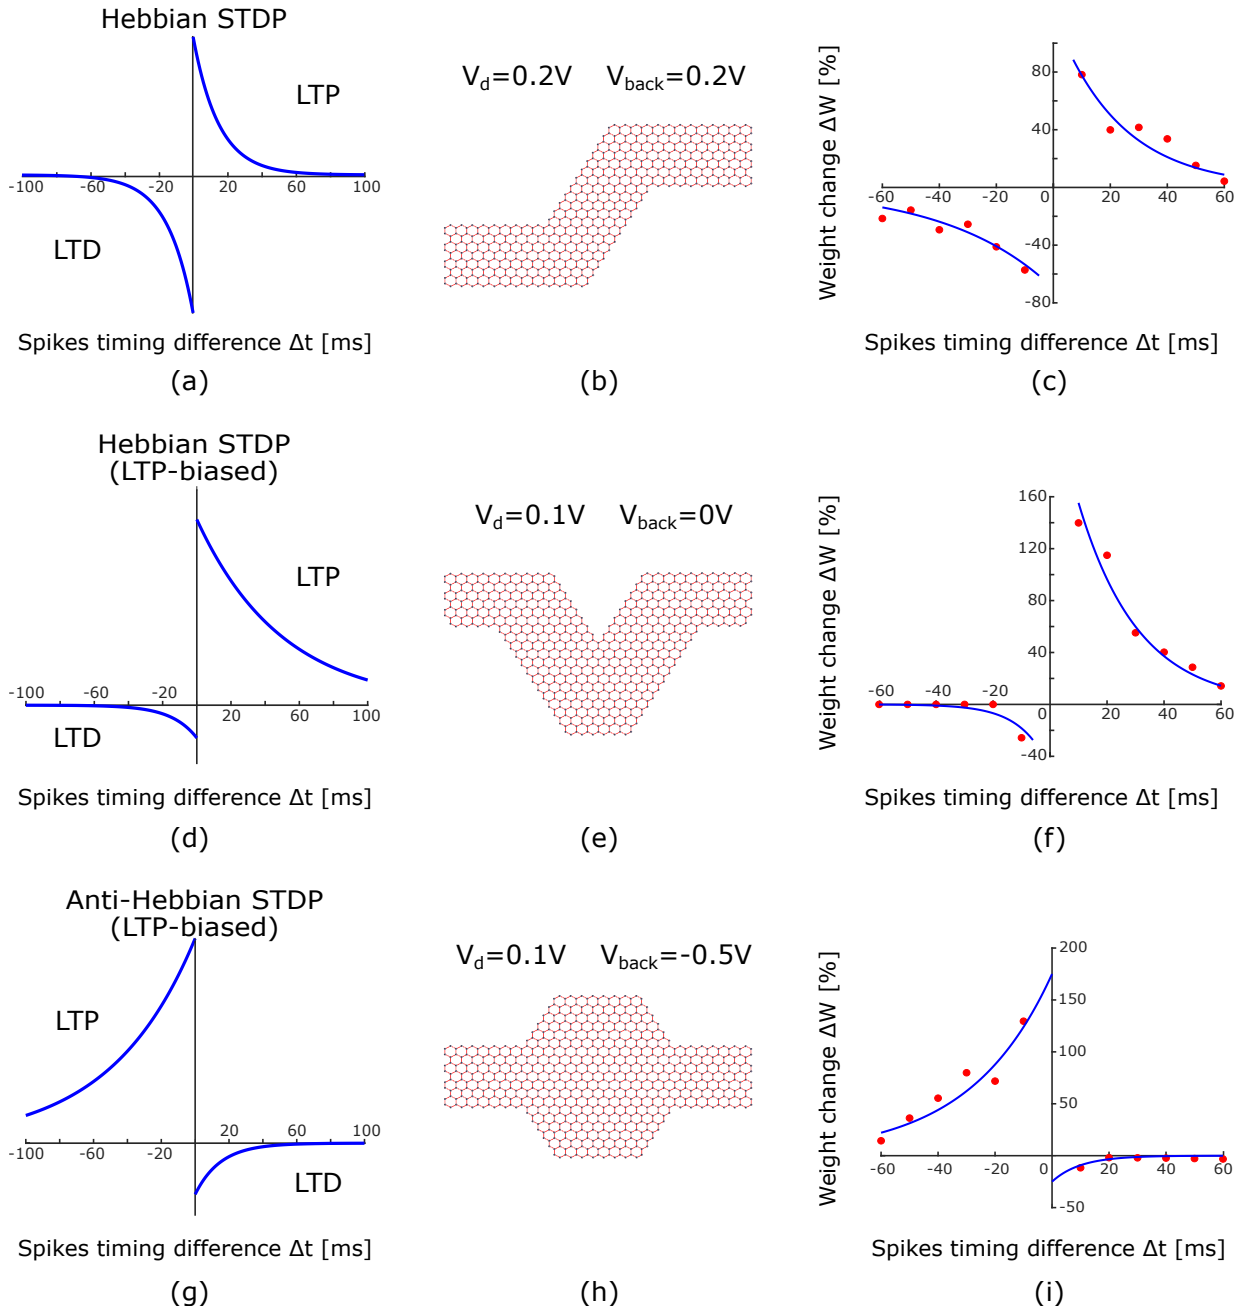 Hebbian STDP
LTP
-100 -60 -20 20 60 100
LTD
Spikes timing difference Δt [ms]
(a)
V_d=0.2V V_back=0.2V
(b)
Weight change ΔW [%]
80
40
-60 -40 -20 0 20 40 60
-40
-80
Spikes timing difference Δt [ms]
(c)
Hebbian STDP
(LTP-biased)
LTP
-100 -60 -20 20 60 100
LTD
Spikes timing difference Δt [ms]
(d)
V_d=0.1V V_back=0V
(e)
Weight change ΔW [%]
160
120
80
40
-60 -40 -20 0 20 40 60
-40
Spikes timing difference Δt [ms]
(f)
Anti-Hebbian STDP
(LTP-biased)
LTP
-100 -60 -20 20 60 100
LTD
Spikes timing difference Δt [ms]
(g)
V_d=0.1V V_back=-0.5V
(h)
Weight change ΔW [%]
200
150
100
50
-60 -40 -20 0 20 40 60
-50
Spikes timing difference Δt [ms]
(i)